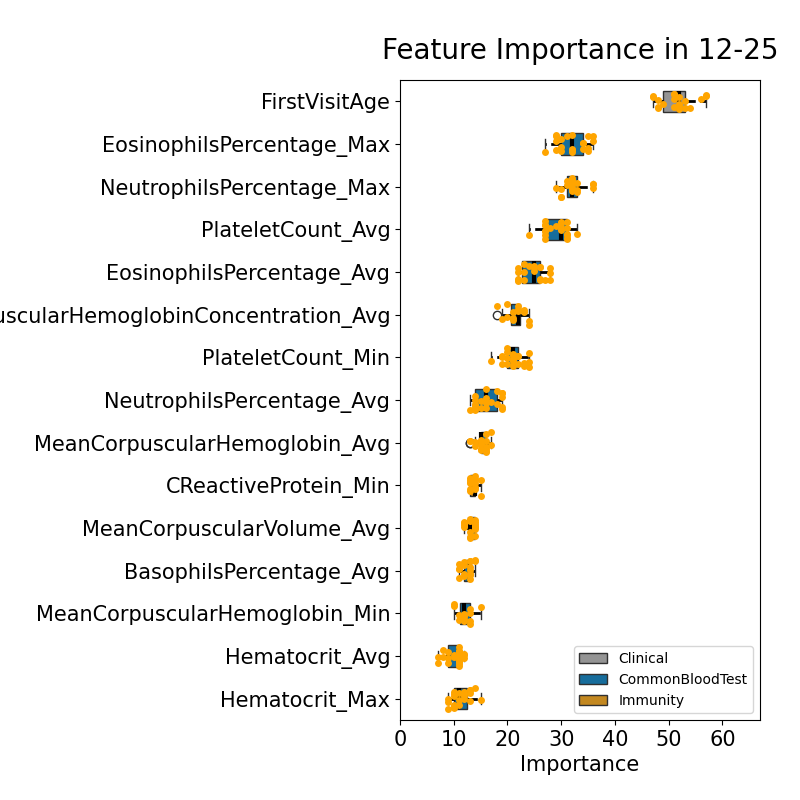 Feature Importance in 12-25
FirstVisitAge
EosinophilsPercentage_Max
NeutrophilsPercentage_Max
PlateletCount_Avg
EosinophilsPercentage_Avg
uscularHemoglobinConcentration_Avg
PlateletCount_Min
NeutrophilsPercentage_Avg
MeanCorpuscularHemoglobin_Avg
CReactiveProtein_Min
MeanCorpuscularVolume_Avg
BasophilsPercentage_Avg
MeanCorpuscularHemoglobin_Min
Hematocrit_Avg
Hematocrit_Max
Clinical
CommonBloodTest
Immunity
0 10 20 30 40 50 60
Importance